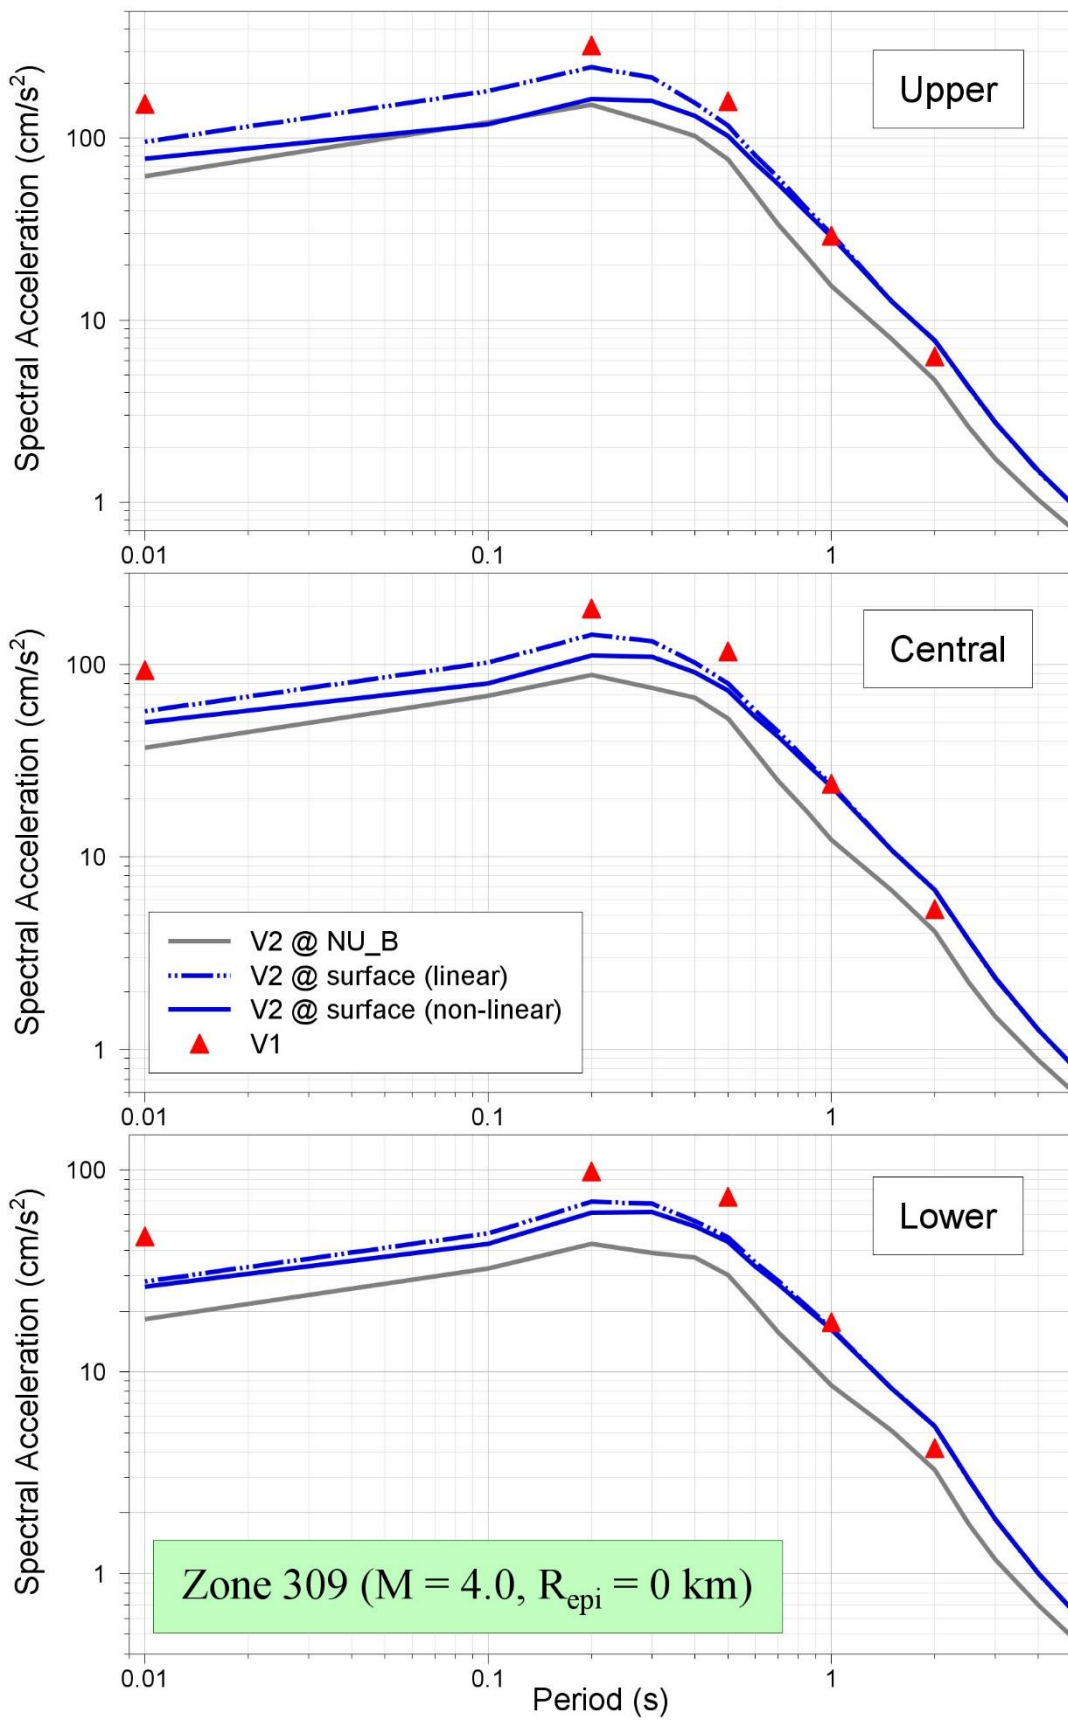 Spectral Acceleration (cm/s²)
100
10
1
Upper
0.01
0.1
1
Spectral Acceleration (cm/s²)
100
10
1
Central
V2 @ NU_B
V2 @ surface (linear)
V2 @ surface (non-linear)
V1
0.01
0.1
1
Spectral Acceleration (cm/s²)
100
10
1
Lower
Zone 309 (M = 4.0, Repi = 0 km)
0.01
0.1
1
Period (s)